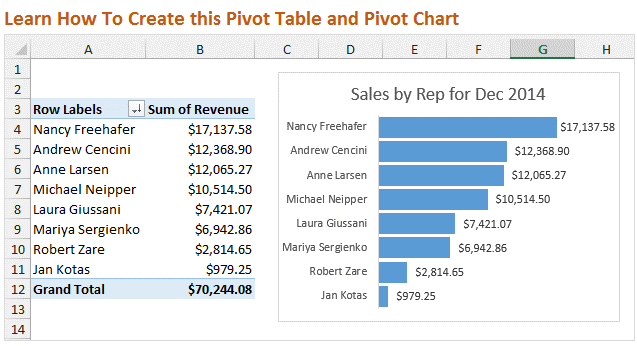 Learn How To Create this Pivot Table and Pivot Chart
A B C D E F G H
1
2
3 Row Labels Sum of Revenue
4 Nancy Freehafer $17,137.58
5 Andrew Cencini $12,368.90
6 Anne Larsen $12,065.27
7 Michael Neipper $10,514.50
8 Laura Giussani $7,421.07
9 Mariya Sergienko $6,942.86
10 Robert Zare $2,814.65
11 Jan Kotas $979.25
12 Grand Total $70,244.08
13
14
Sales by Rep for Dec 2014
Nancy Freehafer $17,137.58
Andrew Cencini $12,368.90
Anne Larsen $12,065.27
Michael Neipper $10,514.50
Laura Giussani $7,421.07
Mariya Sergienko $6,942.86
Robert Zare $2,814.65
Jan Kotas $979.25